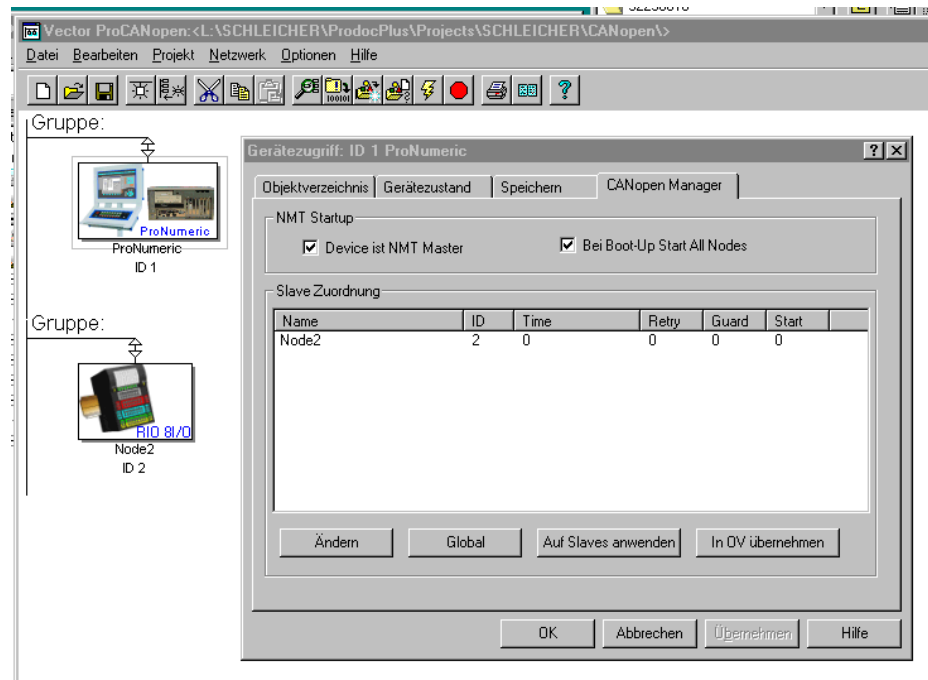 Vector ProCANopen:<L:\SCHLEICHER\ProdocPlus\Projects\SCHLEICHER\CANopen\>
Datei Bearbeiten Projekt Netzwerk Optionen Hilfe
Gruppe:
ProNumeric
ProNumeric
ID 1
Gruppe:
RIO 8I/O
Node2
ID 2
Gerätezugriff: ID 1 ProNumeric
Objektverzeichnis Gerätezustand Speichern CANopen Manager
NMT Startup
Device ist NMT Master Bei Boot-Up Start All Nodes
Slave Zuordnung
Name ID Time Retry Guard Start
Node2 2 0 0 0 0
Ändern Global Auf Slaves anwenden In OV übernehmen
OK Abbrechen Übernehmen Hilfe